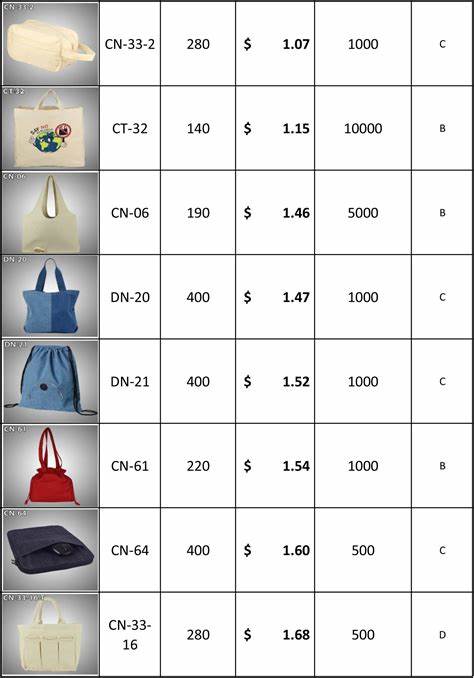 CN-33-2
CN-33-2 280 $ 1.07 1000 C
CT-32
SAY NO
CT-32 140 $ 1.15 10000 B
CN-06
CN-06 190 $ 1.46 5000 B
DN-20
DN-20 400 $ 1.47 1000 C
DN-21
DN-21 400 $ 1.52 1000 C
CN-61
CN-61 220 $ 1.54 1000 B
CN-64
CN-64 400 $ 1.60 500 C
CN-33-16
CN-33-
16 280 $ 1.68 500 D